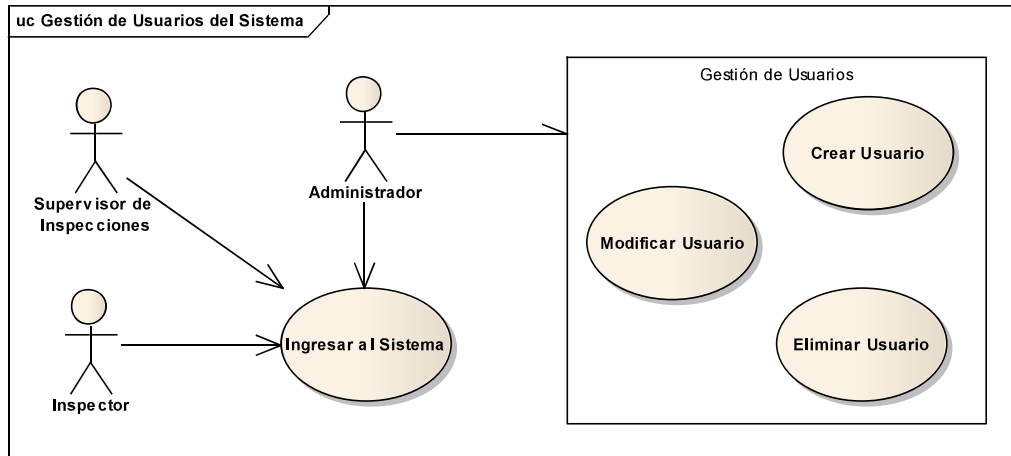 uc Gestión de Usuarios del Sistema
Gestión de Usuarios
Crear Usuario
Administrador
Supervisor de
Inspecciones
Modificar Usuario
Ingresar al Sistema
Eliminar Usuario
Inspector